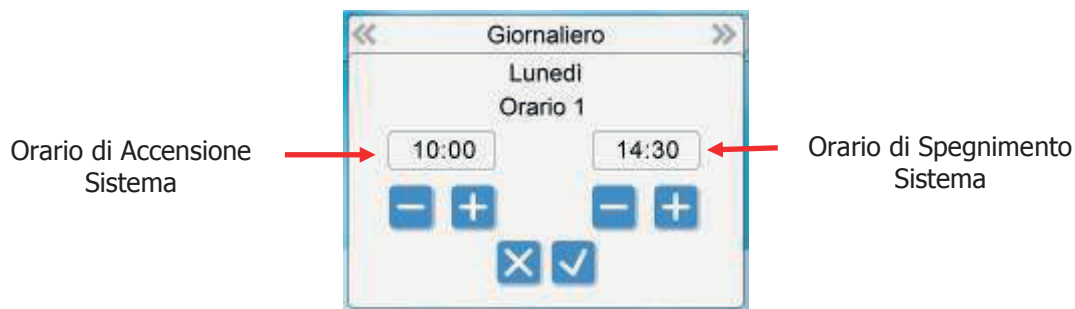 Giornaliero
Lunedi
Orario 1
Orario di Accensione
Sistema
10:00
14:30
Orario di Spegnimento
Sistema